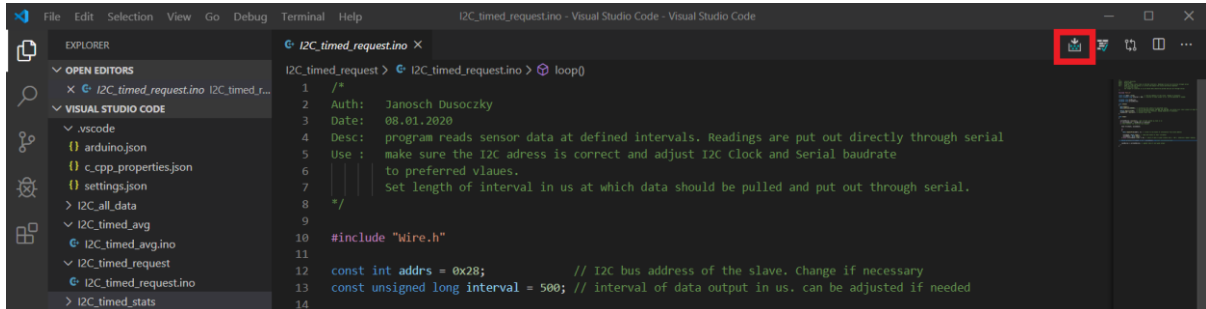 File Edit Selection View Go Debug Terminal Help I2C_timed_request.ino - Visual Studio Code - Visual Studio Code
EXPLORER
OPEN EDITORS
I2C_timed_request.ino I2C_timed_r...
VISUAL STUDIO CODE
.vscode
{} arduino.json
{} c_cpp_properties.json
{} settings.json
I2C_all_data
I2C_timed_avg
I2C_timed_avg.ino
I2C_timed_request
I2C_timed_request.ino
I2C_timed_stats
I2C_timed_request.ino
I2C_timed_request > I2C_timed_request.ino > loop()
1 /*
2 Auth: Janosch Dusoczky
3 Date: 08.01.2020
4 Desc: program reads sensor data at defined intervals. Readings are put out directly through serial
5 Use : make sure the I2C adress is correct and adjust I2C Clock and Serial baudrate
6 to preferred vlaues.
7 Set length of interval in us at which data should be pulled and put out through serial.
8 */
9
10 #include "Wire.h"
11
12 const int addrs = 0x28; // I2C bus address of the slave. Change if necessary
13 const unsigned long interval = 500; // interval of data output in us. can be adjusted if needed
14